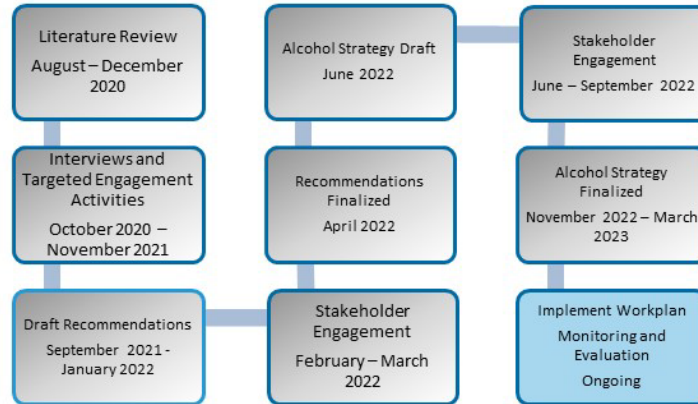 Literature Review
August – December
2020
Interviews and
Targeted Engagement
Activities
October 2020 –
November 2021
Draft Recommendations
September 2021 -
January 2022
Stakeholder
Engagement
February – March
2022
Recommendations
Finalized
April 2022
Alcohol Strategy Draft
June 2022
Stakeholder
Engagement
June – September 2022
Alcohol Strategy
Finalized
November 2022 – March
2023
Implement Workplan
Monitoring and
Evaluation
Ongoing